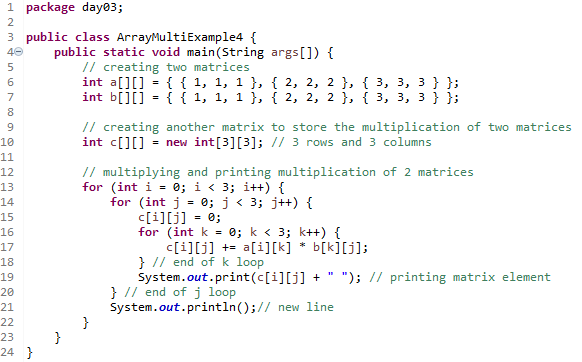 1 package day03;
2
3 public class ArrayMultiExample4 {
4     public static void main(String args[]) {
5         // creating two matrices
6         int a[][] = { { 1, 1, 1 }, { 2, 2, 2 }, { 3, 3, 3 } };
7         int b[][] = { { 1, 1, 1 }, { 2, 2, 2 }, { 3, 3, 3 } };
8
9         // creating another matrix to store the multiplication of two matrices
10         int c[][] = new int[3][3]; // 3 rows and 3 columns
11
12         // multiplying and printing multiplication of 2 matrices
13         for (int i = 0; i < 3; i++) {
14             for (int j = 0; j < 3; j++) {
15                 c[i][j] = 0;
16                 for (int k = 0; k < 3; k++) {
17                     c[i][j] += a[i][k] * b[k][j];
18                 } // end of k loop
19                 System.out.print(c[i][j] + " "); // printing matrix element
20             } // end of j loop
21             System.out.println();// new line
22         }
23     }
24 }